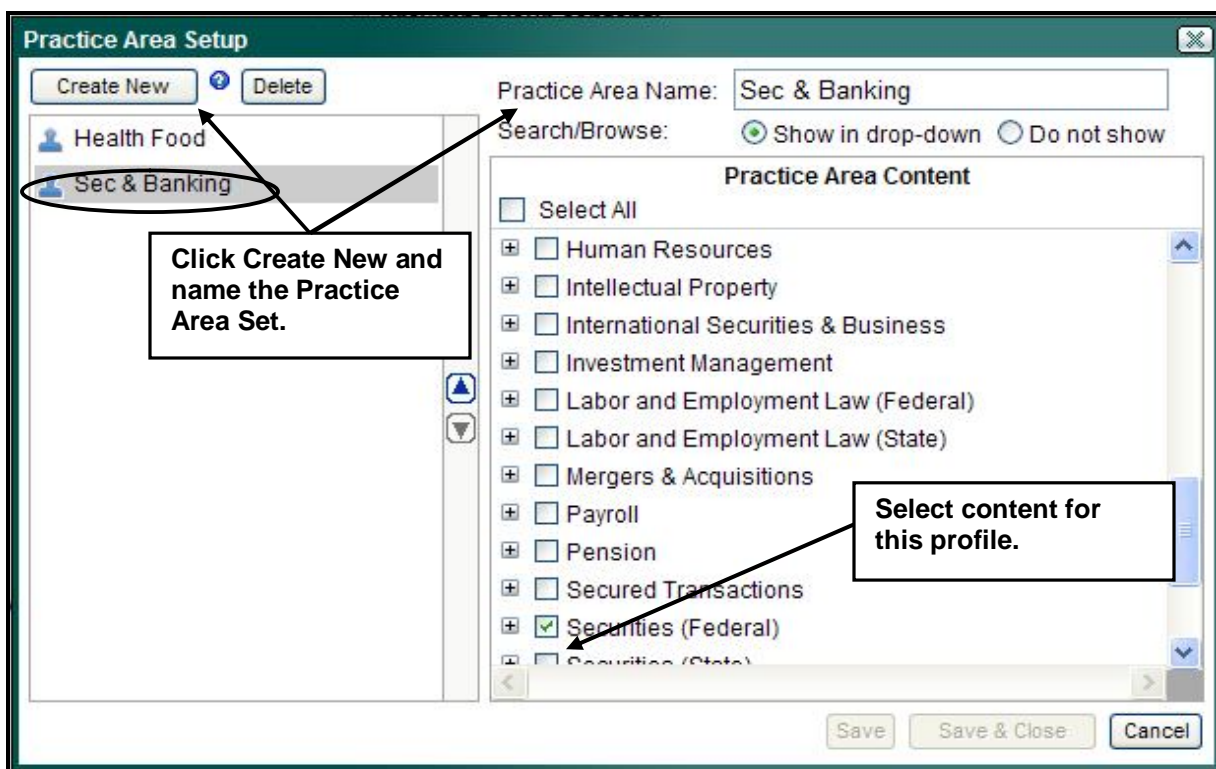 Practice Area Setup
Create New
Delete
Health Food
Sec & Banking
Click Create New and
name the Practice
Area Set.
Practice Area Name: Sec & Banking
Search/Browse: Show in drop-down Do not show
Practice Area Content
Select All
Human Resources
Intellectual Property
International Securities & Business
Investment Management
Labor and Employment Law (Federal)
Labor and Employment Law (State)
Mergers & Acquisitions
Payroll
Pension
Secured Transactions
Securities (Federal)
Securities (State)
Select content for
this profile.
Save Save & Close Cancel